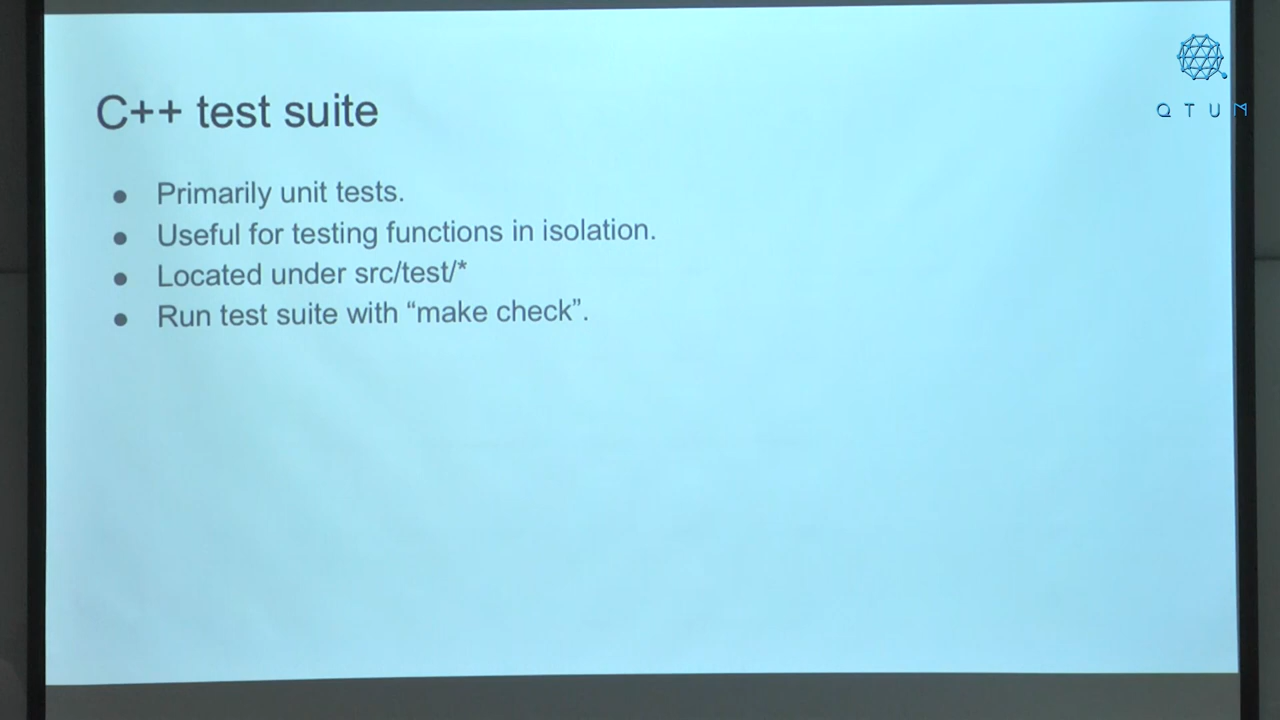 C++ test suite
● Primarily unit tests.
● Useful for testing functions in isolation.
● Located under src/test/*
● Run test suite with “make check”.
QTUM